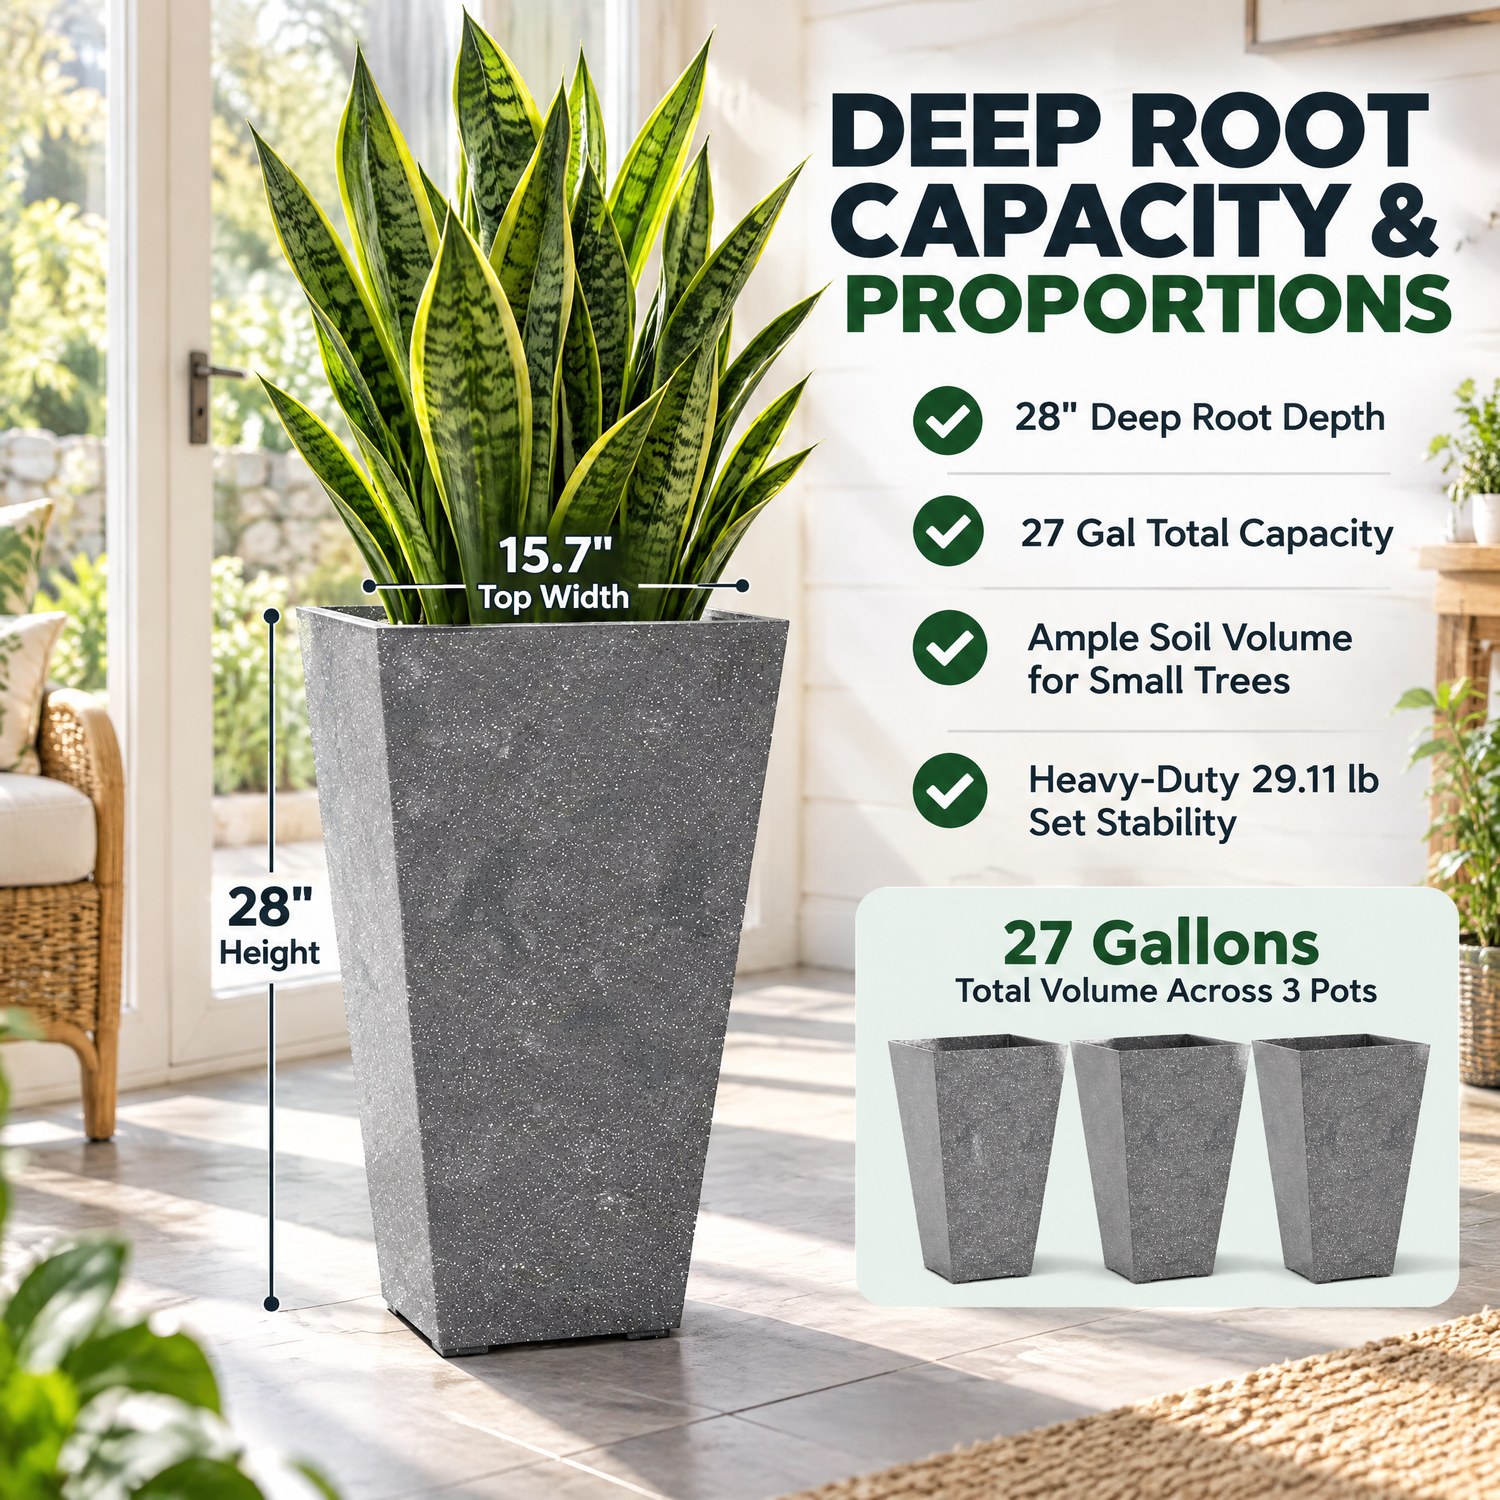 DEEP ROOT
CAPACITY &
PROPORTIONS
28" Deep Root Depth
27 Gal Total Capacity
Ample Soil Volume
for Small Trees
Heavy-Duty 29.11 lb
Set Stability
15.7"
Top Width
28"
Height
27 Gallons
Total Volume Across 3 Pots